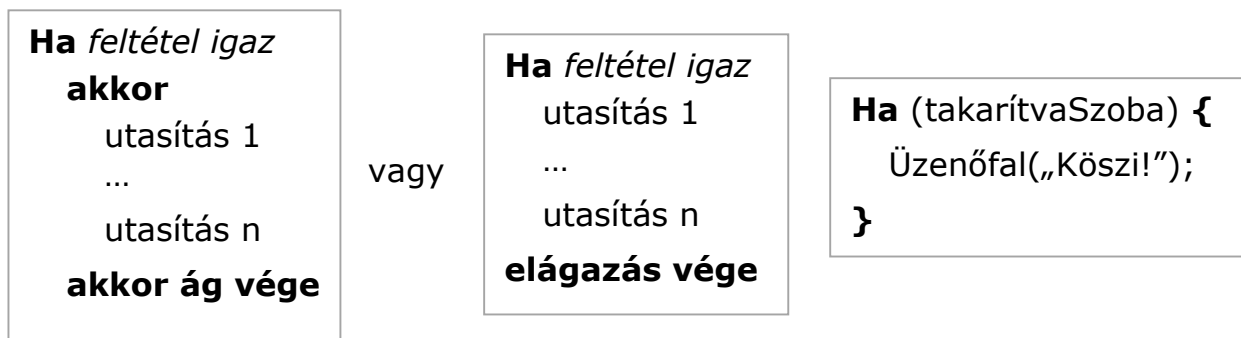 Ha feltétel igaz
akkor
utasítás 1
…
utasítás n
akkor ág vége
vagy
Ha feltétel igaz
utasítás 1
…
utasítás n
elágazás vége
Ha (takarítvaSzoba) {
Üzenőfal(„Köszi!”);
}